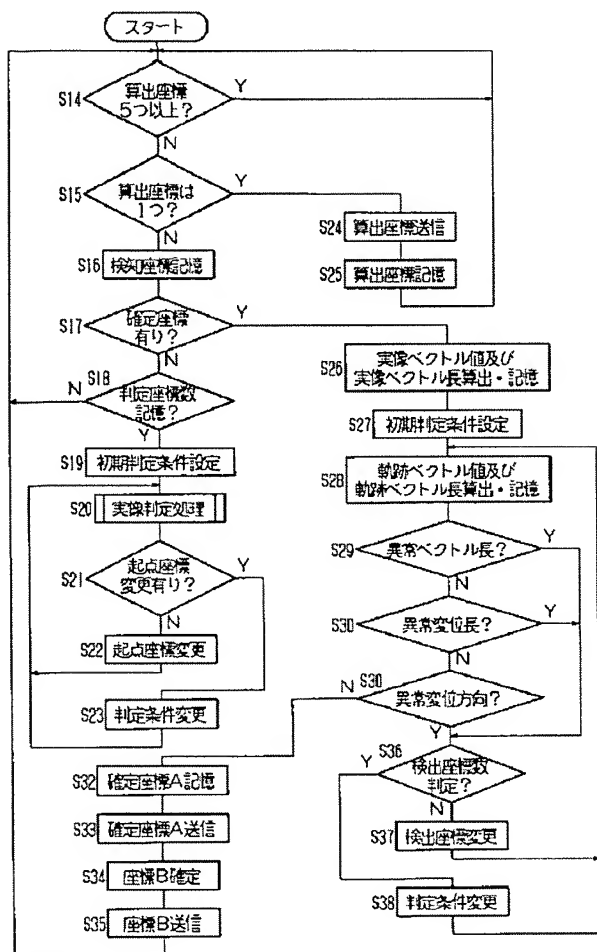 スタート
算出座標
5つ以上?
S14
Y
N
算出座標は
1つ?
S15
Y
N
S24
算出座標送信
S16
検知座標記憶
S25
算出座標記憶
確定座標
有り?
S17
Y
N
S18
判定座標数
記憶?
N
Y
S26
実像ベクトル値及び
実像ベクトル長算出・記憶
S27
初期判定条件設定
S19
初期判定条件設定
S28
軌跡ベクトル値及び
軌跡ベクトル長算出・記憶
S20
実像判定処理
S29
異常ベクトル長?
Y
N
S21
起点座標
変更有り?
Y
N
S30
異常変位長?
Y
N
S22
起点座標変更
S30
異常変位方向?
N
Y
S23
判定条件変更
S36
検出座標数
判定?
Y
N
S32
確定座標A記憶
S33
確定座標A送信
S37
検出座標変更
S34
座標B確定
S38
判定条件変更
S35
座標B送信